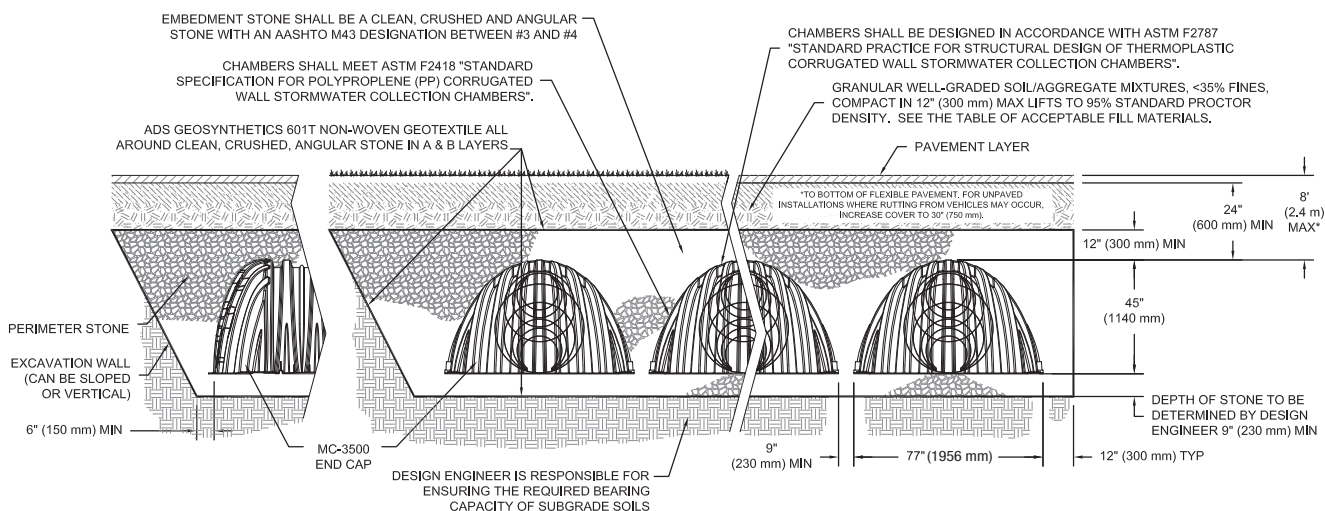 EMBEDMENT STONE SHALL BE A CLEAN, CRUSHED AND ANGULAR
STONE WITH AN AASHTO M43 DESIGNATION BETWEEN #3 AND #4
CHAMBERS SHALL MEET ASTM F2418 "STANDARD
SPECIFICATION FOR POLYPROPLENE (PP) CORRUGATED
WALL STORMWATER COLLECTION CHAMBERS".
ADS GEOSYNTHETICS 601T NON-WOVEN GEOTEXTILE ALL
AROUND CLEAN, CRUSHED, ANGULAR STONE IN A & B LAYERS
CHAMBERS SHALL BE DESIGNED IN ACCORDANCE WITH ASTM F2787
"STANDARD PRACTICE FOR STRUCTURAL DESIGN OF THERMOPLASTIC
CORRUGATED WALL STORMWATER COLLECTION CHAMBERS".
GRANULAR WELL-GRADED SOIL/AGGREGATE MIXTURES, <35% FINES,
COMPACT IN 12" (300 mm) MAX LIFTS TO 95% STANDARD PROCTOR
DENSITY. SEE THE TABLE OF ACCEPTABLE FILL MATERIALS.
PAVEMENT LAYER
*TO BOTTOM OF FLEXIBLE PAVEMENT. FOR UNPAVED
INSTALLATIONS WHERE RUTTING FROM VEHICLES MAY OCCUR,
INCREASE COVER TO 30" (750 mm).
8'
(2.4 m)
MAX*
24"
(600 mm) MIN
12" (300 mm) MIN
45"
(1140 mm)
PERIMETER STONE
EXCAVATION WALL
(CAN BE SLOPED
OR VERTICAL)
6" (150 mm) MIN
MC-3500
END CAP
DESIGN ENGINEER IS RESPONSIBLE FOR
ENSURING THE REQUIRED BEARING
CAPACITY OF SUBGRADE SOILS
9"
(230 mm) MIN
77" (1956 mm)
12" (300 mm) TYP
DEPTH OF STONE TO BE
DETERMINED BY DESIGN
ENGINEER 9" (230 mm) MIN